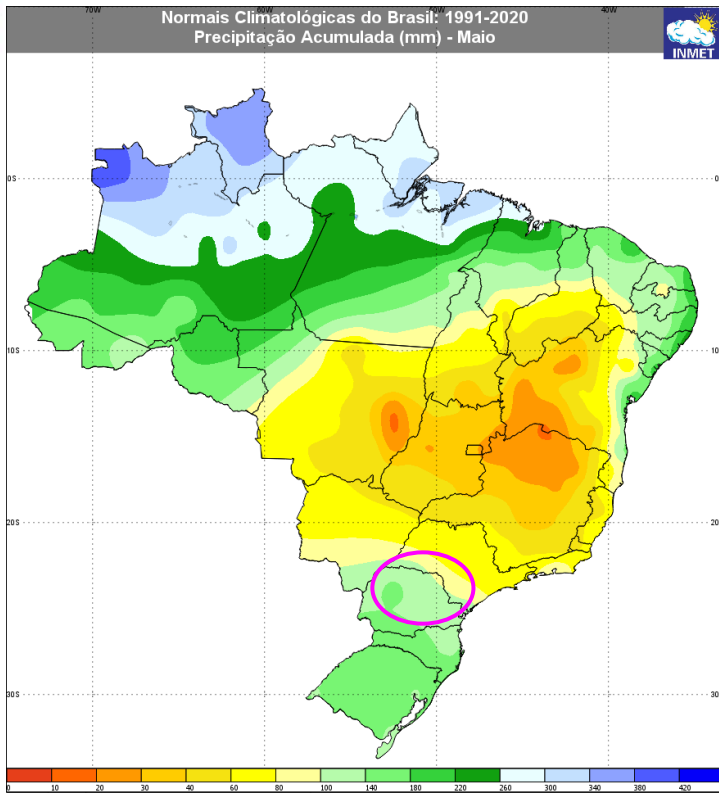 Normais Climatológicas do Brasil: 1991-2020
Precipitação Acumulada (mm) - Maio
INMET
70W 60W 50W 40W
0S 0
10S 10
20S 20
30S 30
0 10 20 30 40 60 80 100 140 180 220 260 300 340 380 420